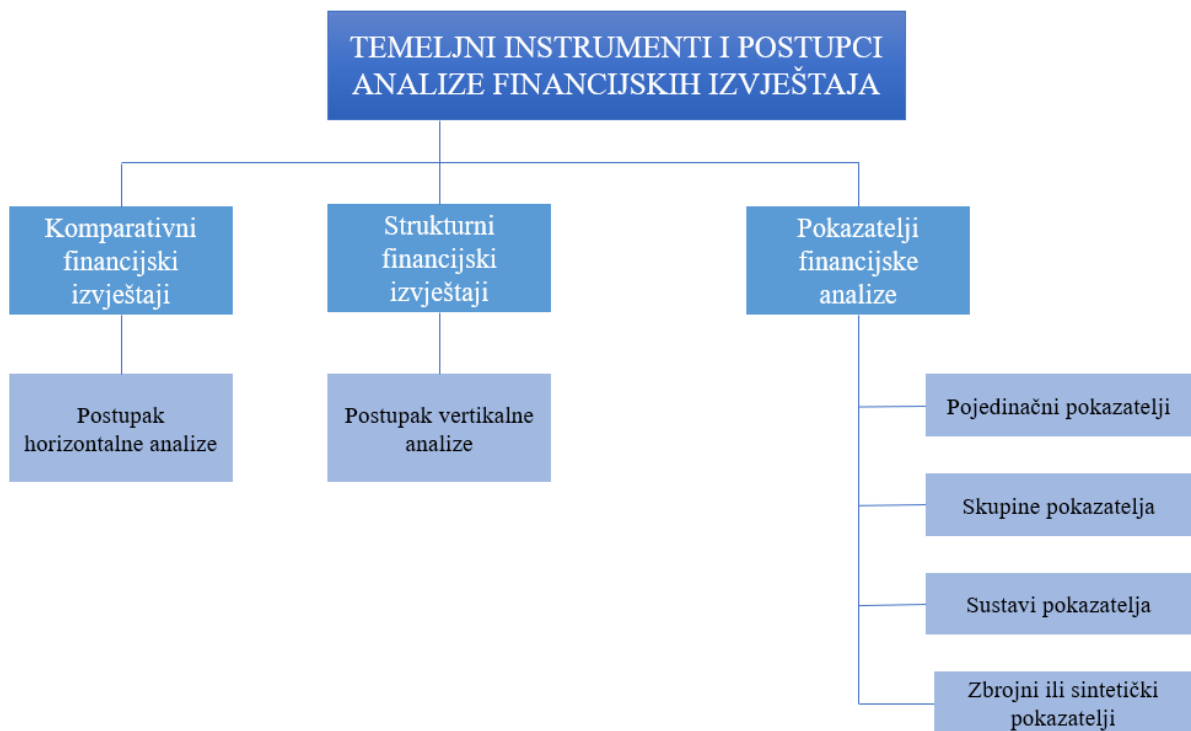 TEMELJNI INSTRUMENTI I POSTUPCI
ANALIZE FINANCIJSKIH IZVJEŠTAJA
Komparativni
financijski
izvještaji
Strukturni
financijski
izvještaji
Pokazatelji
financijske
analize
Postupak
horizontalne analize
Postupak vertikalne
analize
Pojedinačni pokazatelji
Skupine pokazatelja
Sustavi pokazatelja
Zbrojni ili sintetički
pokazatelji